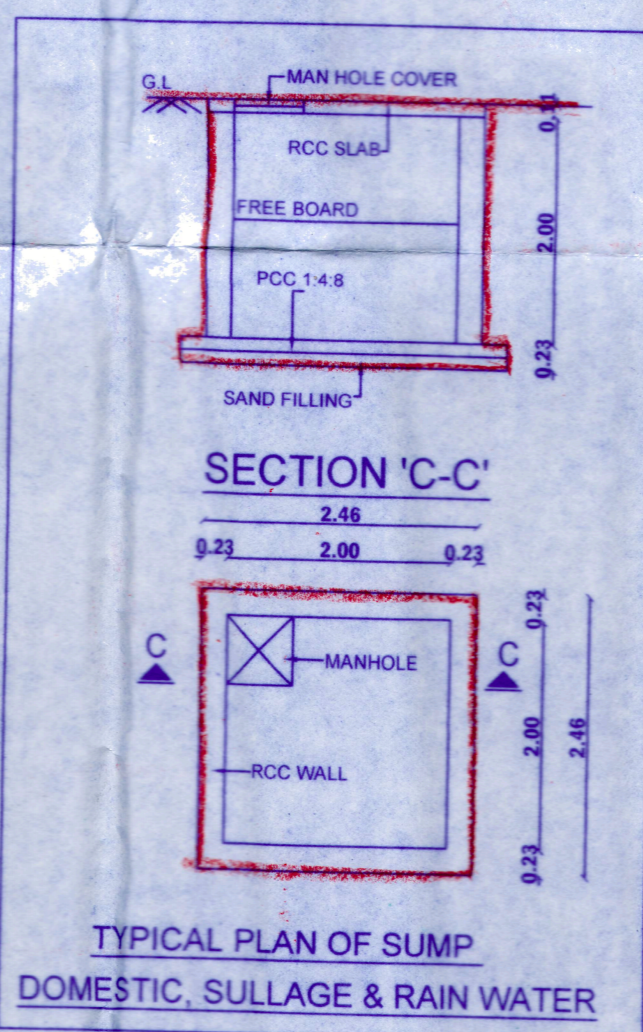 G.L
MAN HOLE COVER
RCC SLAB
FREE BOARD
PCC 1:4:8
SAND FILLING
2.00
0.23
SECTION 'C-C'
2.46
0.23 2.00 0.23
C
C
MANHOLE
RCC WALL
0.23
2.00
2.46
0.23
TYPICAL PLAN OF SUMP
DOMESTIC, SULLAGE & RAIN WATER